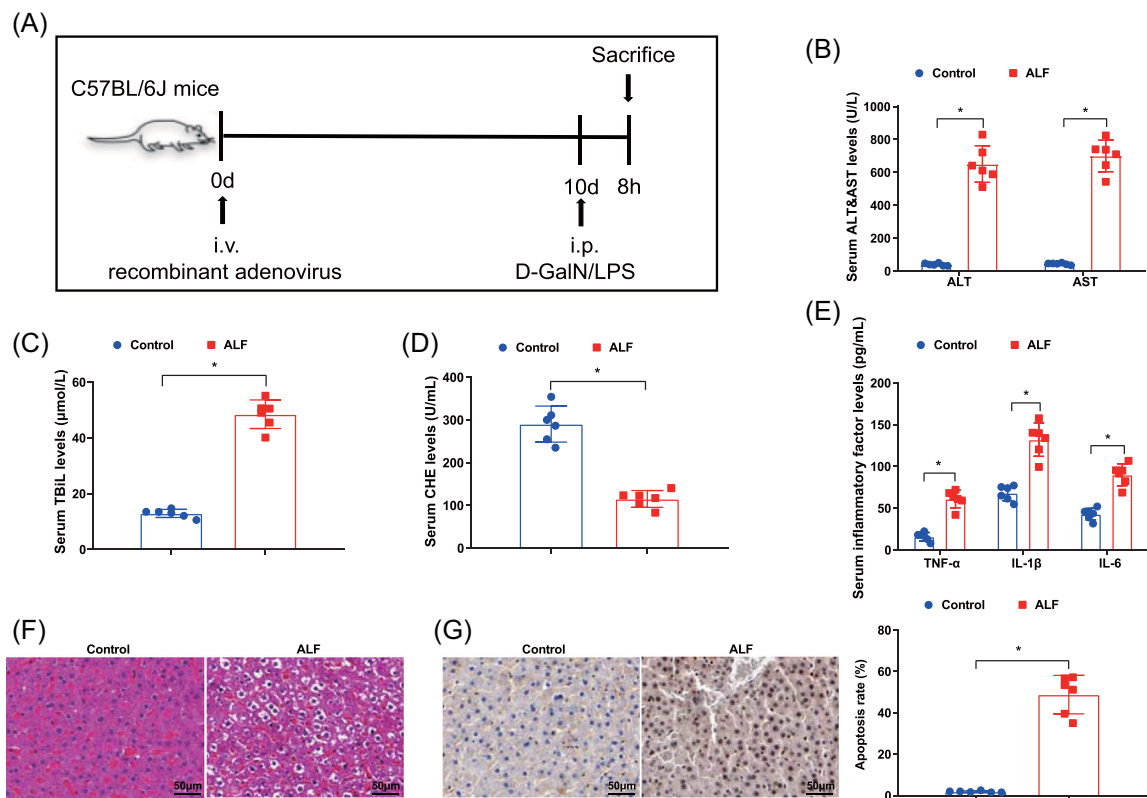 (A)
C57BL/6J mice
Sacrifice
0d
10d
8h
i.v.
recombinant adenovirus
i.p.
D-GalN/LPS
(B)
Control
ALF
Serum ALT&AST levels (U/L)
1000
800
600
400
200
0
*
*
ALT
AST
(C)
Control
ALF
Serum TBiL levels (μmol/L)
60
40
20
0
*
(D)
Control
ALF
Serum CHE levels (U/mL)
400
300
200
100
0
*
(E)
Control
ALF
Serum inflammatory factor levels (pg/mL)
200
150
100
50
0
*
*
*
TNF-α
IL-1β
IL-6
(F)
Control
ALF
50μm
50μm
(G)
Control
ALF
50μm
50μm
Control
ALF
Apoptosis rate (%)
80
60
40
20
0
*